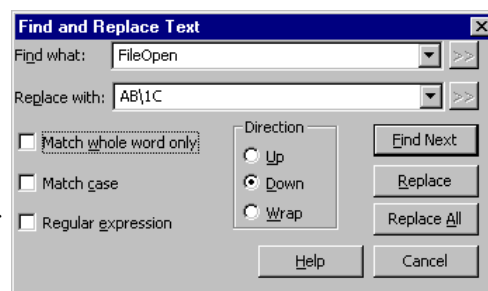 Find and Replace Text
Find what: FileOpen >>
Replace with: AB\1C >>
Match whole word only
Match case
Regular expression
Direction
Up
Down
Wrap
Find Next
Replace
Replace All
Help
Cancel